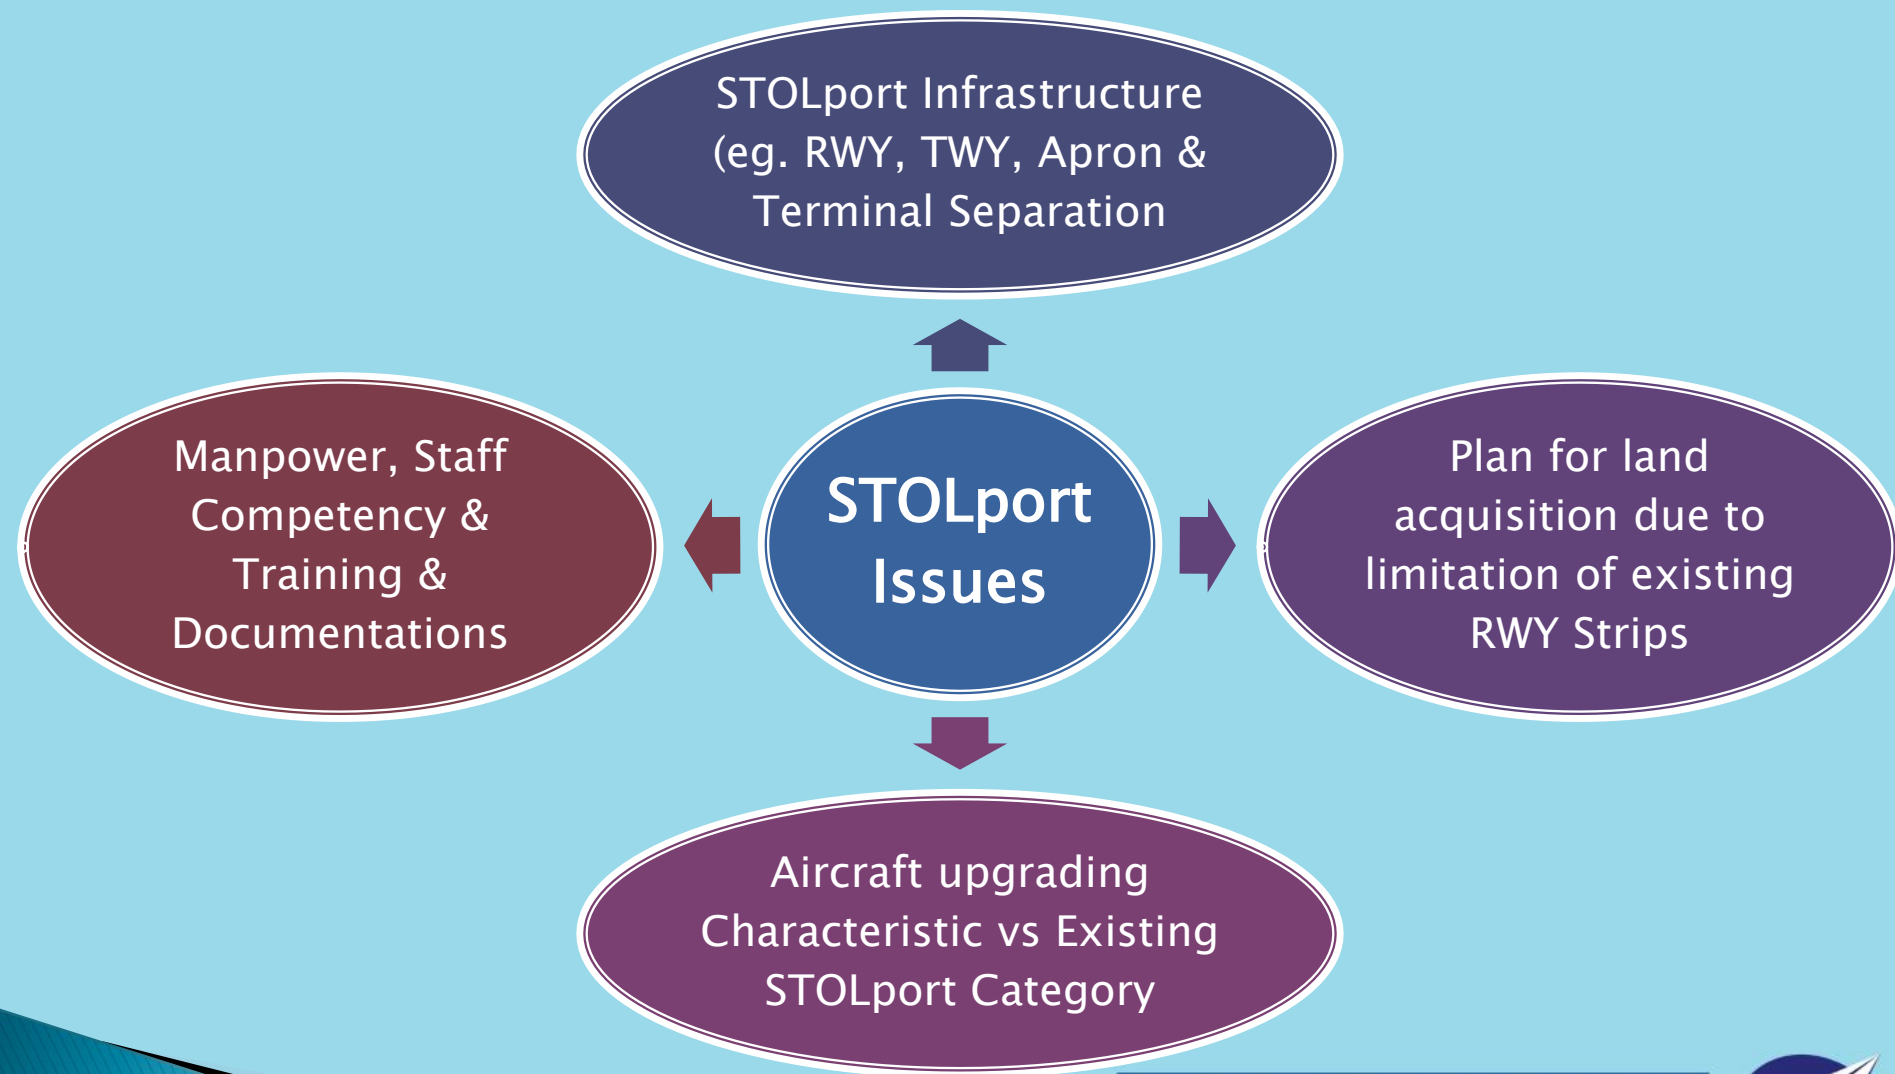 STOLport Infrastructure
(eg. RWY, TWY, Apron &
Terminal Separation
Manpower, Staff
Competency &
Training &
Documentations
STOLport
Issues
Plan for land
acquisition due to
limitation of existing
RWY Strips
Aircraft upgrading
Characteristic vs Existing
STOLport Category